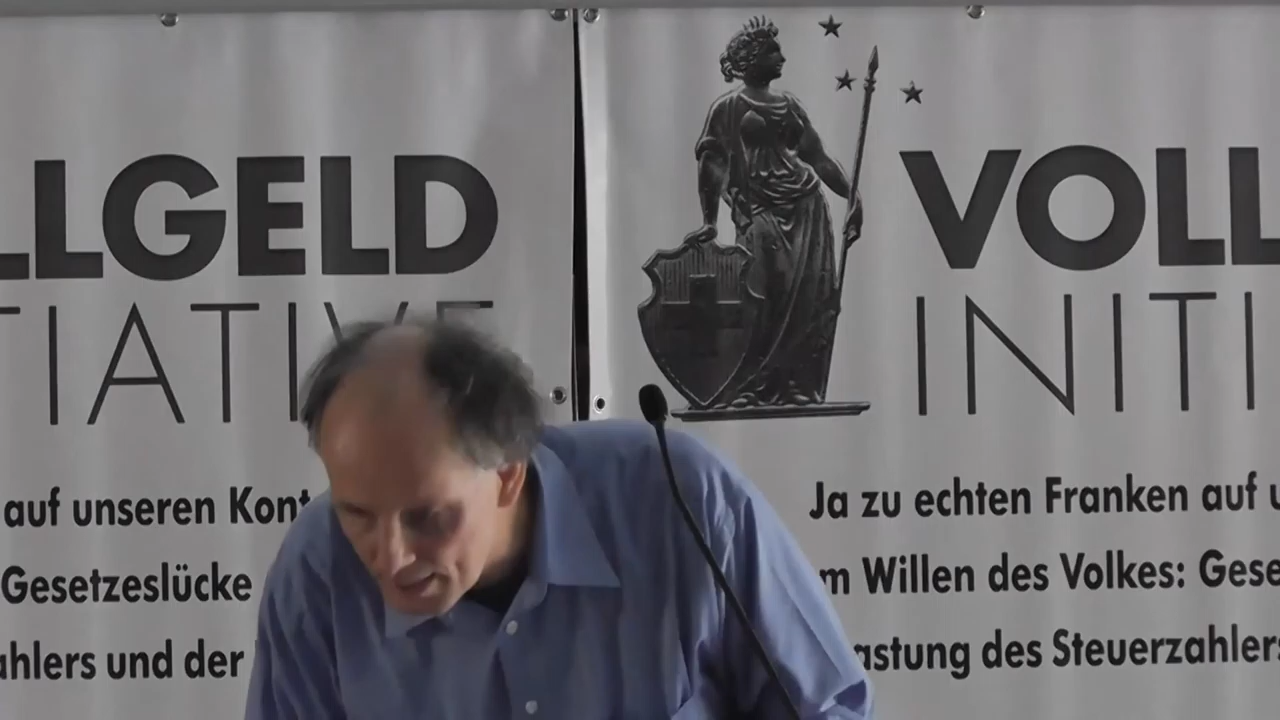 LLGELD
TIATIVE
auf unseren Kont
Gesetzeslücke
ahlers und der
VOLL
INITI
Ja zu echten Franken auf u
m Willen des Volkes: Gese
astung des Steuerzahlers